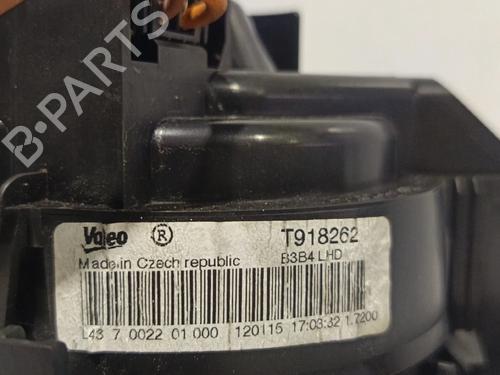 B-PARTS
Valeo ®
T918262
Made in Czech republic
B3B4 LHD
L43 7 0022 01 000 120115 17:03:32 1.7200